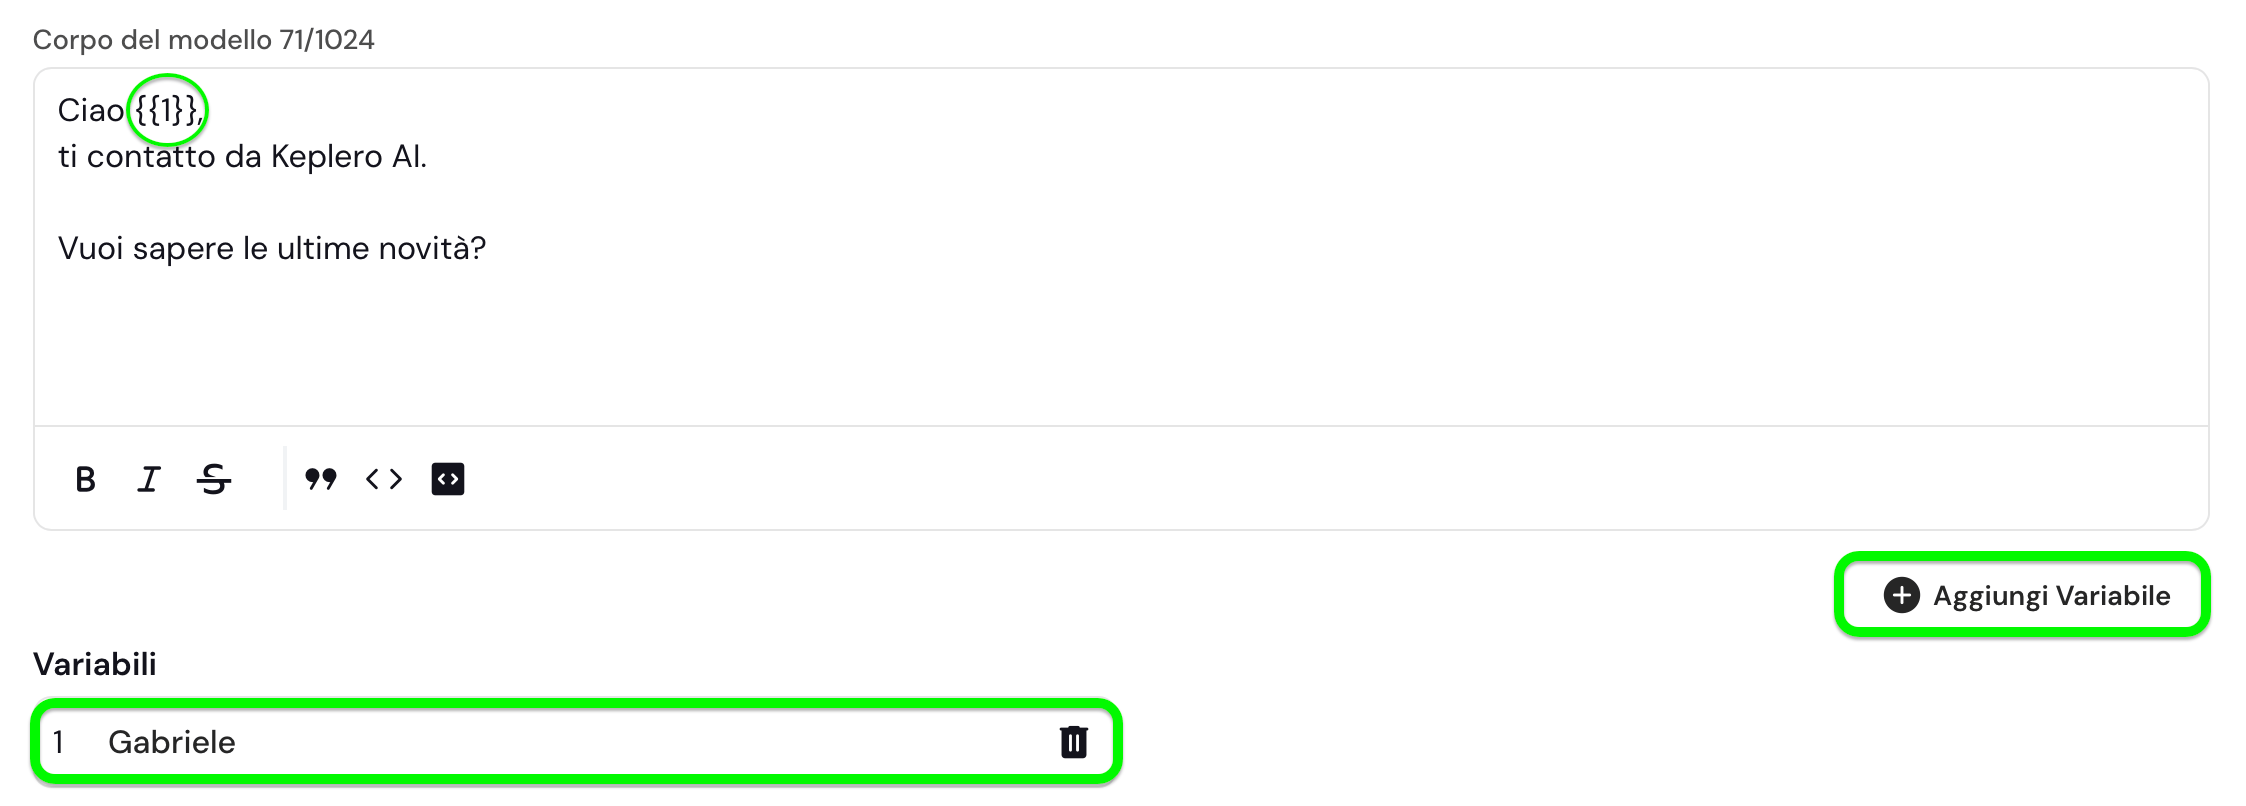 Corpo del modello 71/1024
Ciao {{1}},
ti contatto da Keplero AI.
Vuoi sapere le ultime novità?
B I S
Aggiungi Variabile
Variabili
1 Gabriele